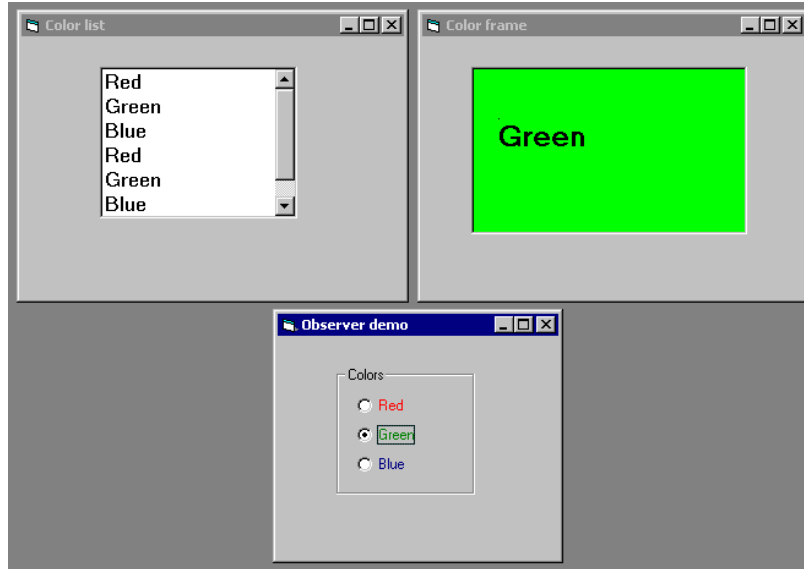 Color list
Red
Green
Blue
Red
Green
Blue
Color frame
Green
Observer demo
Colors
Red
Green
Blue